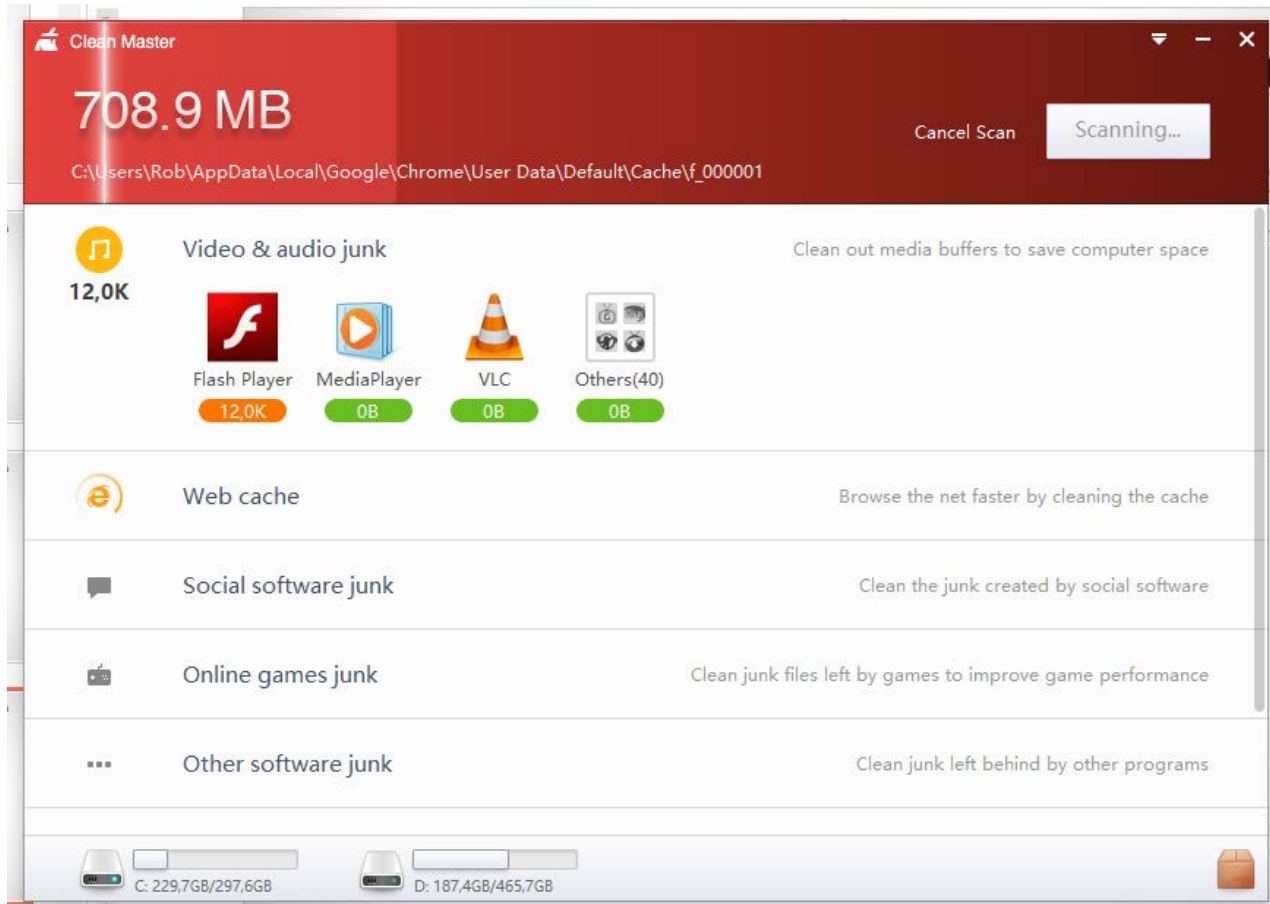 Clean Master
708.9 MB
Cancel Scan
Scanning...
C:\Users\Rob\AppData\Local\Google\Chrome\User Data\Default\Cache\f_000001
Video & audio junk
Clean out media buffers to save computer space
12,0K
Flash Player
MediaPlayer
VLC
Others(40)
12,0K
0B
0B
0B
Web cache
Browse the net faster by cleaning the cache
Social software junk
Clean the junk created by social software
Online games junk
Clean junk files left by games to improve game performance
Other software junk
Clean junk left behind by other programs
C: 229,7GB/297,6GB
D: 187,4GB/465,7GB